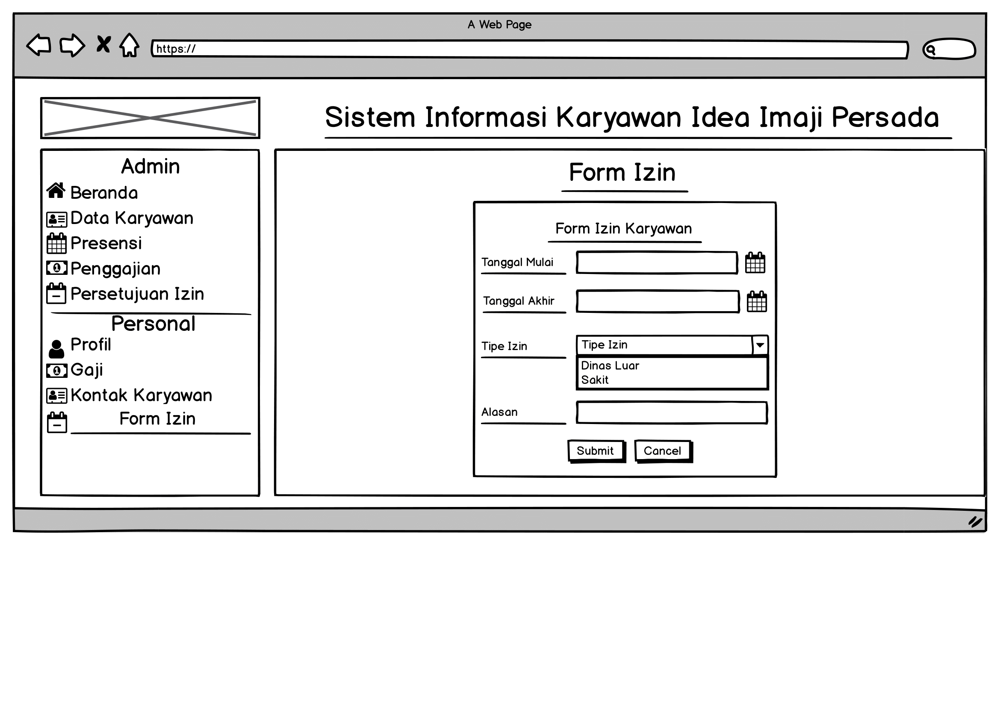 A Web Page
https://
Sistem Informasi Karyawan Idea Imaji Persada
Admin
Beranda
Data Karyawan
Presensi
Penggajian
Persetujuan Izin
Personal
Profil
Gaji
Kontak Karyawan
Form Izin
Form Izin
Form Izin Karyawan
Tanggal Mulai
Tanggal Akhir
Tipe Izin
Tipe Izin
Dinas Luar
Sakit
Alasan
Submit
Cancel